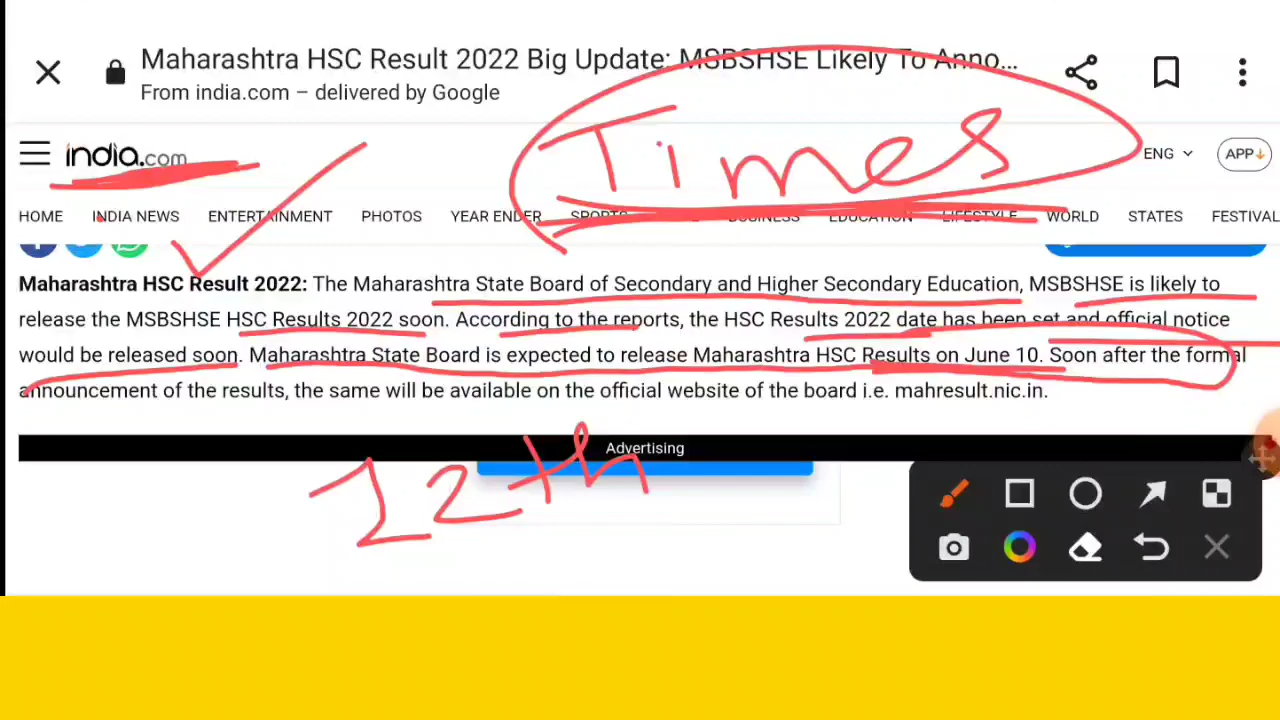 Maharashtra HSC Result 2022 Big Update: MSBSHSE Likely To Anno...
From india.com – delivered by Google
india.com
Times
ENG
APP
HOME INDIA NEWS ENTERTAINMENT PHOTOS YEAR ENDER SPORTS BUSINESS EDUCATION LIFESTYLE WORLD STATES FESTIVAL
Maharashtra HSC Result 2022: The Maharashtra State Board of Secondary and Higher Secondary Education, MSBSHSE is likely to
release the MSBSHSE HSC Results 2022 soon. According to the reports, the HSC Results 2022 date has been set and official notice
would be released soon. Maharashtra State Board is expected to release Maharashtra HSC Results on June 10. Soon after the formal
announcement of the results, the same will be available on the official website of the board i.e. mahresult.nic.in.
Advertising
12th